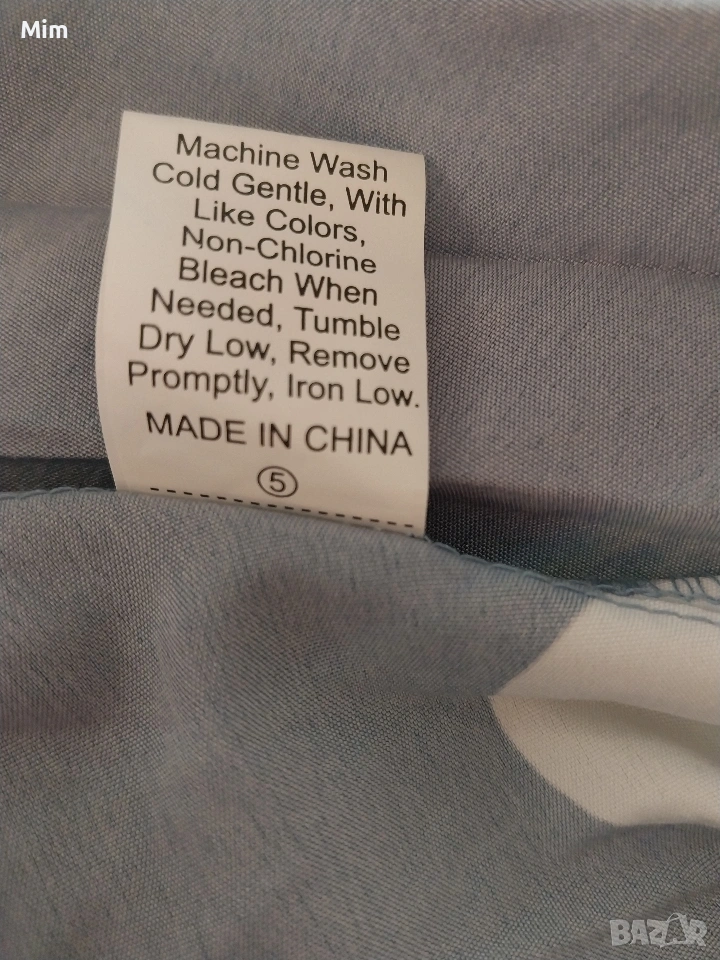 Mim
Machine Wash
Cold Gentle, With
Like Colors,
Non-Chlorine
Bleach When
Needed, Tumble
Dry Low, Remove
Promptly, Iron Low.
MADE IN CHINA
5
BAZAR